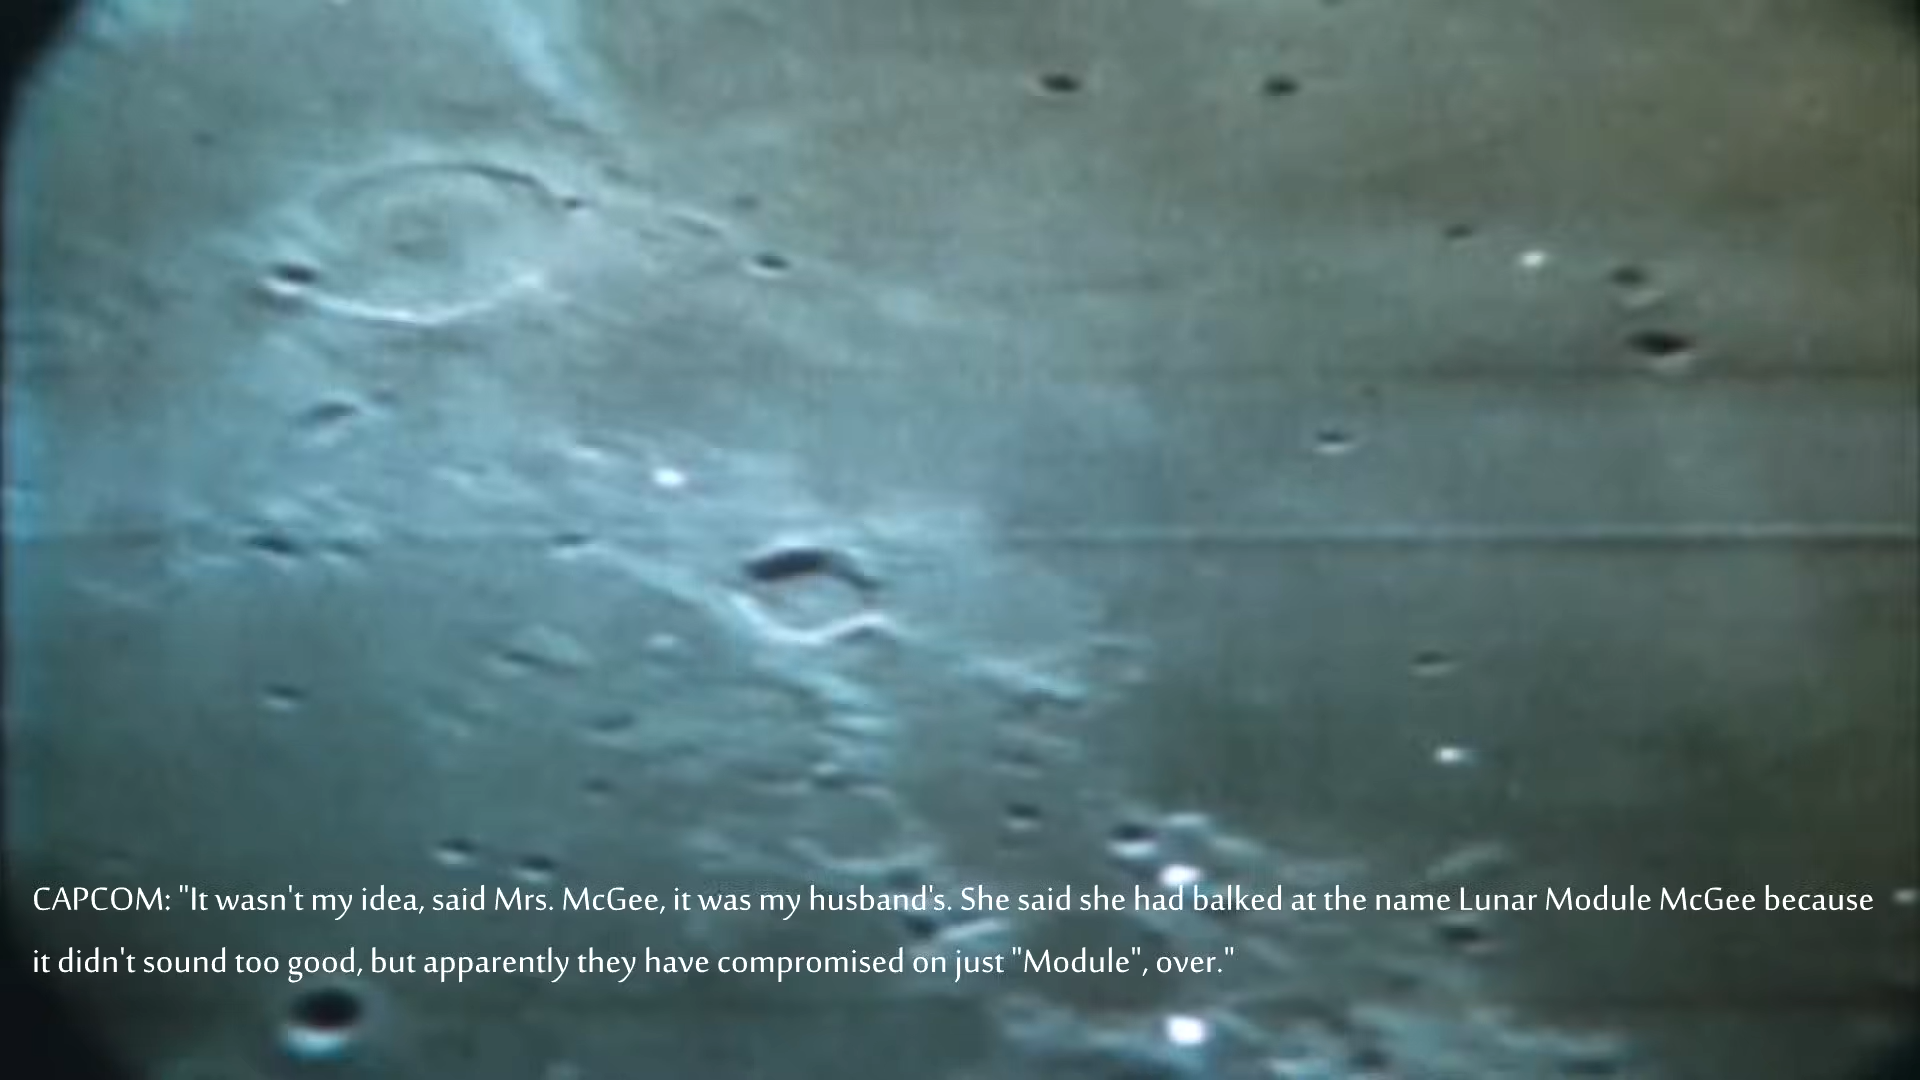 CAPCOM: "It wasn't my idea, said Mrs. McGee, it was my husband's. She said she had balked at the name Lunar Module McGee because
it didn't sound too good, but apparently they have compromised on just "Module", over."